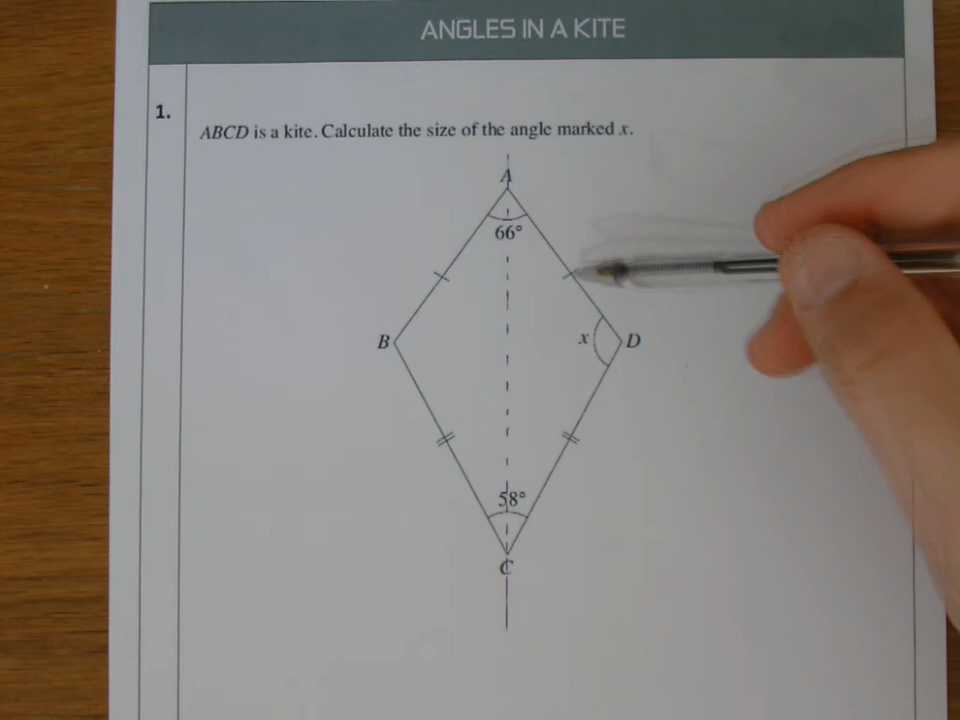 ANGLES IN A KITE
1.
ABCD is a kite. Calculate the size of the angle marked x.
A
66°
B
x
D
58°
C